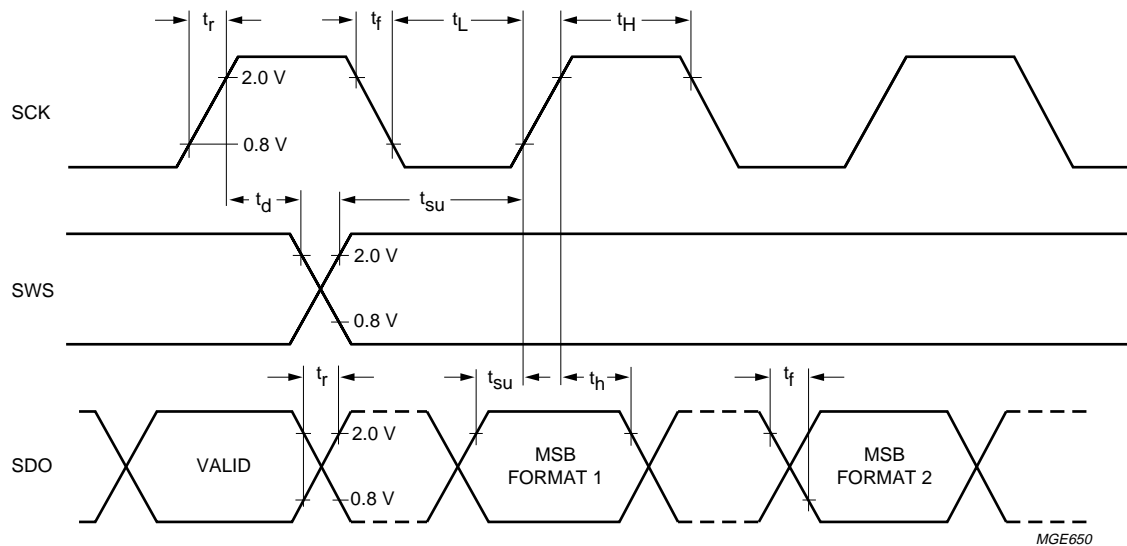 tr
tf
tL
tH
2.0 V
SCK
0.8 V
td
tsu
2.0 V
SWS
0.8 V
tr
tsu
th
tf
2.0 V
SDO
VALID
MSB
FORMAT 1
MSB
FORMAT 2
0.8 V
MGE650